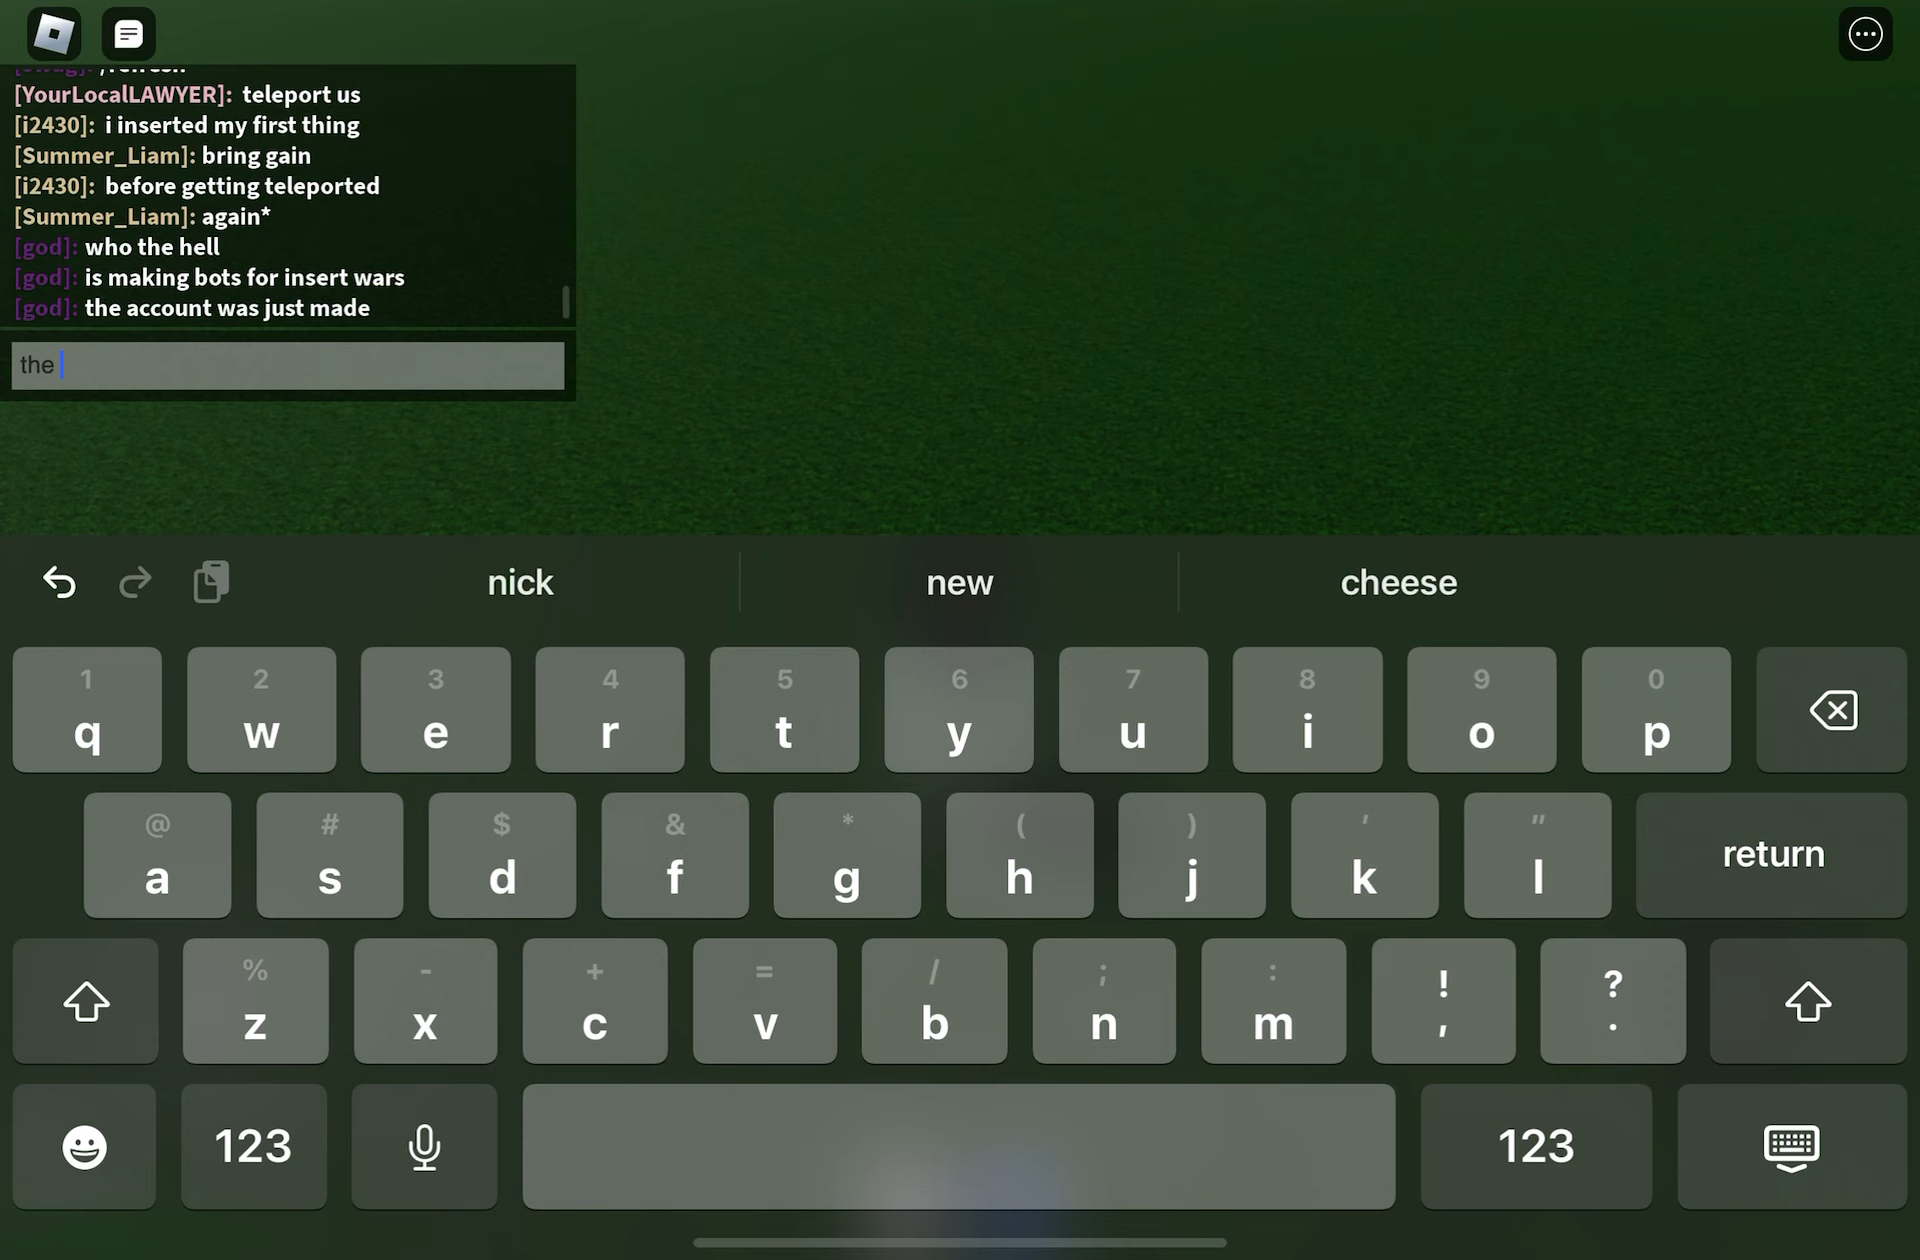 [swag]: /refresh
[YourLocalLAWYER]: teleport us
[i2430]: i inserted my first thing
[Summer_Liam]: bring gain
[i2430]: before getting teleported
[Summer_Liam]: again*
[god]: who the hell
[god]: is making bots for insert wars
[god]: the account was just made
the
nick new cheese
1 2 3 4 5 6 7 8 9 0
q w e r t y u i o p
@ # $ & * ( ) ' "
a s d f g h j k l return
% - + = / ; : ! ?
z x c v b n m , .
123 123